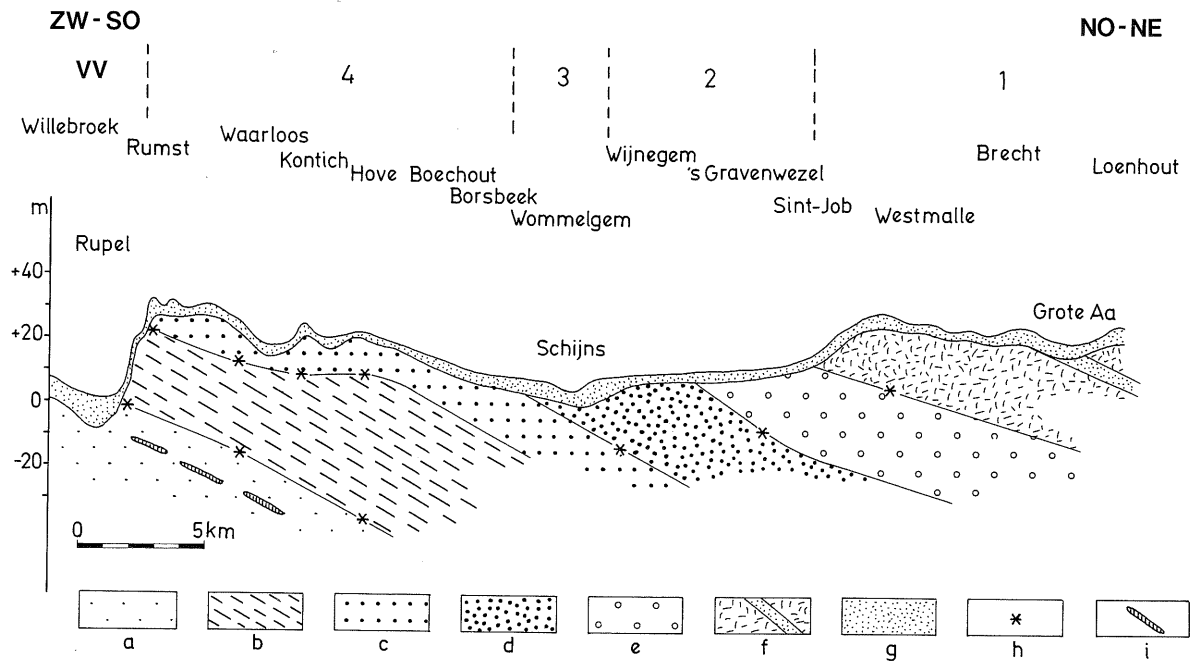 ZW-SO NO-NE
VV 4 3 2 1
Willebroek
Rumst
Waarloos
Kontich
Hove Boechout
Borsbeek
Wommelgem
Wijnegem
's Gravenwezel
Sint-Job
Westmalle
Brecht
Loenhout
m
Rupel
+40
+20
0
-20
Schijns
Grote Aa
0 5km
a b c d e f g h i